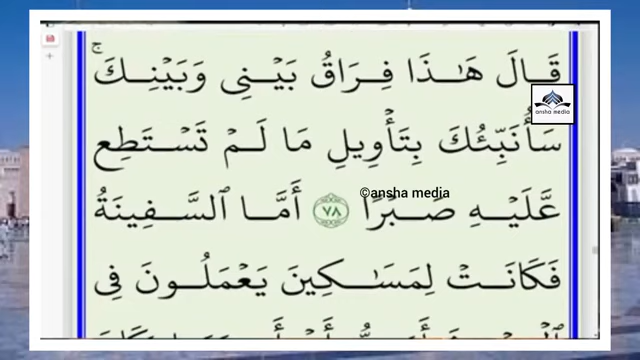 قَالَ هَٰذَا فِرَاقُ بَيْنِى وَبَيْنِكَ ۚ
سَأُنَبِّئُكَ بِتَأْوِيلِ مَا لَمْ تَسْتَطِع
عَّلَيْهِ صَبْرًا ٧٨ أَمَّا ٱلسَّفِينَةُ
فَكَانَتْ لِمَسَٰكِينَ يَعْمَلُونَ فِى
ansha media
©ansha media